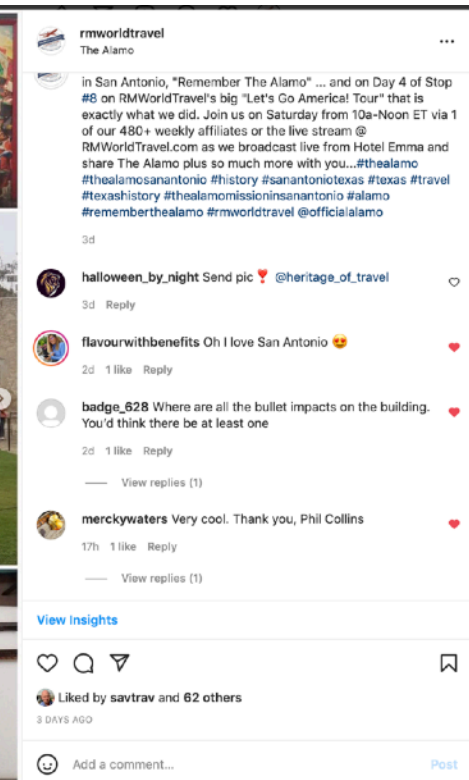 rmworldtravel
The Alamo
in San Antonio, "Remember The Alamo" ... and on Day 4 of Stop
#8 on RMWorldTravel's big "Let's Go America! Tour" that is
exactly what we did. Join us on Saturday from 10a-Noon ET via 1
of our 480+ weekly affiliates or the live stream @
RMWorldTravel.com as we broadcast live from Hotel Emma and
share The Alamo plus so much more with you...#thealamo
#thealamosanantonio #history #sanantoniotexas #texas #travel
#texashistory #thealamomissioninsanantonio #alamo
#rememberthealamo #rmworldtravel @officialalamo
3d
halloween_by_night Send pic❣️ @heritage_of_travel
3d Reply
flavourwithbenefits Oh I love San Antonio 😍
2d 1 like Reply
badge_628 Where are all the bullet impacts on the building.
You'd think there be at least one
2d 1 like Reply
View replies (1)
merckywaters Very cool. Thank you, Phil Collins
17h 1 like Reply
View replies (1)
View Insights
Liked by savtrav and 62 others
3 DAYS AGO
Add a comment...
Post